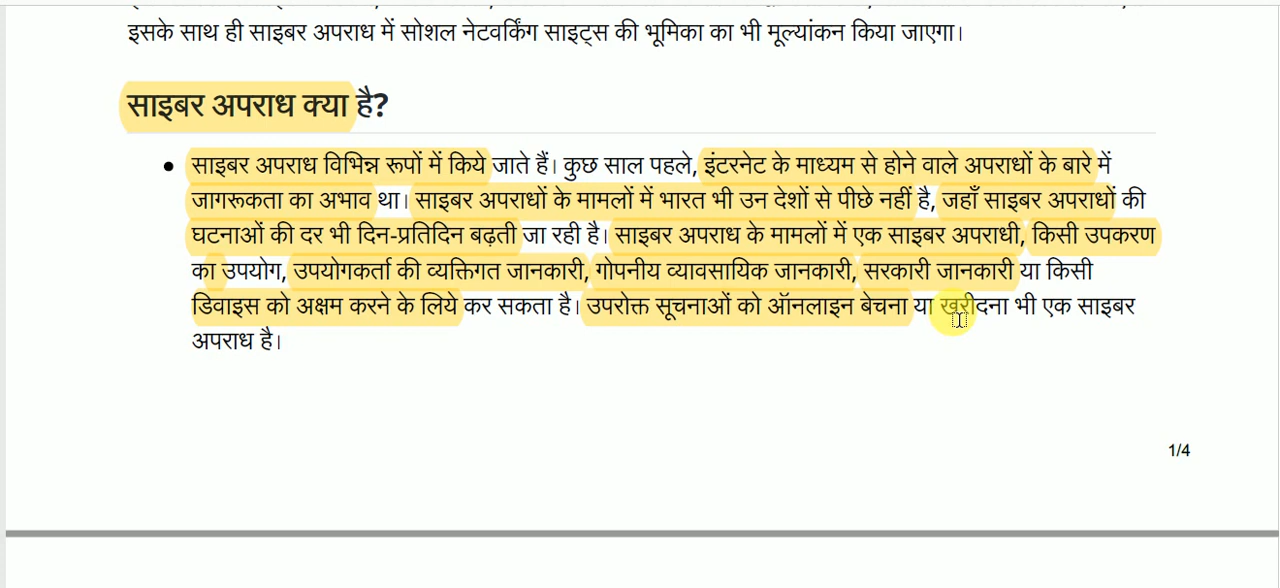 इसके साथ ही साइबर अपराध में सोशल नेटवर्किंग साइट्स की भूमिका का भी मूल्यांकन किया जाएगा।
साइबर अपराध क्या है?
• साइबर अपराध विभिन्न रूपों में किये जाते हैं। कुछ साल पहले, इंटरनेट के माध्यम से होने वाले अपराधों के बारे में
जागरूकता का अभाव था। साइबर अपराधों के मामलों में भारत भी उन देशों से पीछे नहीं है, जहाँ साइबर अपराधों की
घटनाओं की दर भी दिन-प्रतिदिन बढ़ती जा रही है। साइबर अपराध के मामलों में एक साइबर अपराधी, किसी उपकरण
का उपयोग, उपयोगकर्ता की व्यक्तिगत जानकारी, गोपनीय व्यावसायिक जानकारी, सरकारी जानकारी या किसी
डिवाइस को अक्षम करने के लिये कर सकता है। उपरोक्त सूचनाओं को ऑनलाइन बेचना या खरीदना भी एक साइबर
अपराध है।
1/4